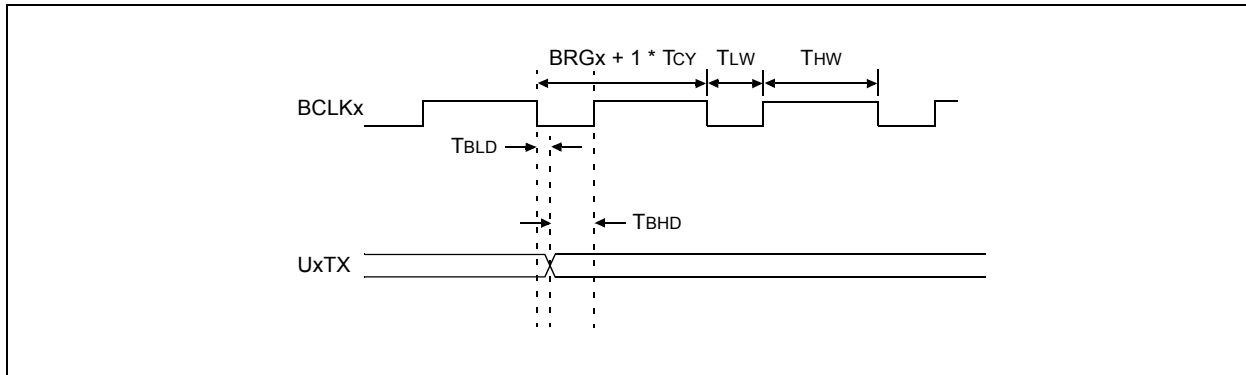 BRGx + 1 * TCY TLW THW
BCLKx
TBLD
TBHD
UxTX